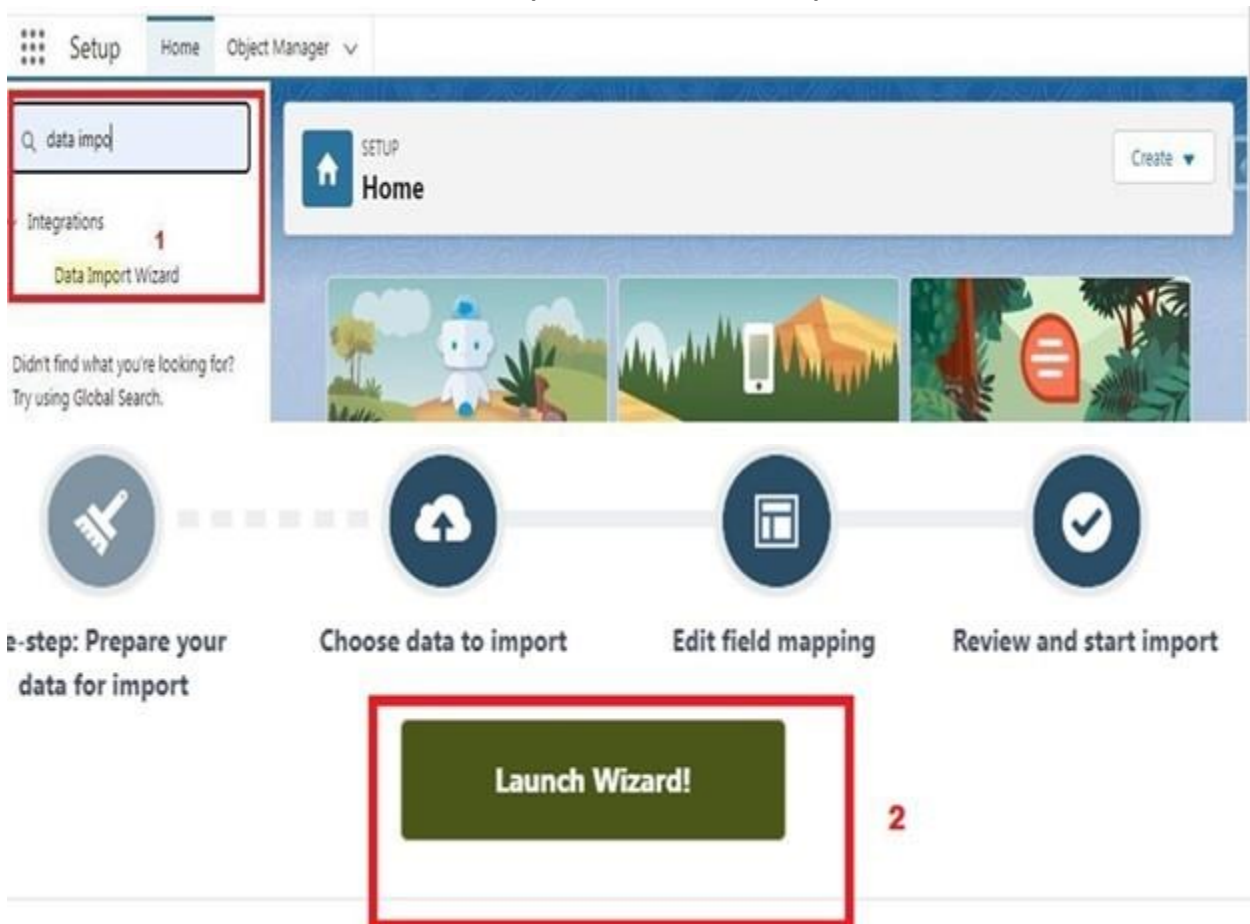 Setup Home Object Manager
data impo
SETUP
Home
Create
Integrations
1
Data Import Wizard
Didn't find what you're looking for?
Try using Global Search.
e-step: Prepare your
data for import
Choose data to import
Edit field mapping
Review and start import
Launch Wizard!
2